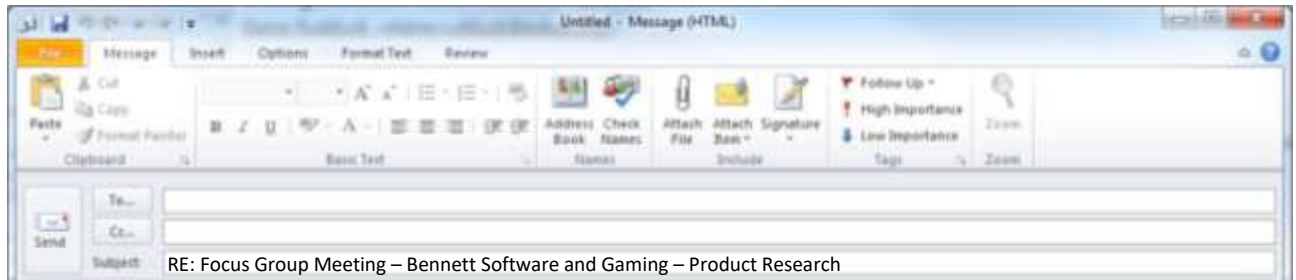 Untitled - Message (HTML)
File Message Insert Options Format Text Review
Cut
Copy
Format Painter
Paste
Clipboard
B I U
Basic Text
Address Book
Check Names
Names
Attach File
Attach Item
Signature
Include
Follow Up
High Importance
Low Importance
Tags
Zoom
Zoom
Send
To...
Cc...
Subject: RE: Focus Group Meeting – Bennett Software and Gaming – Product Research